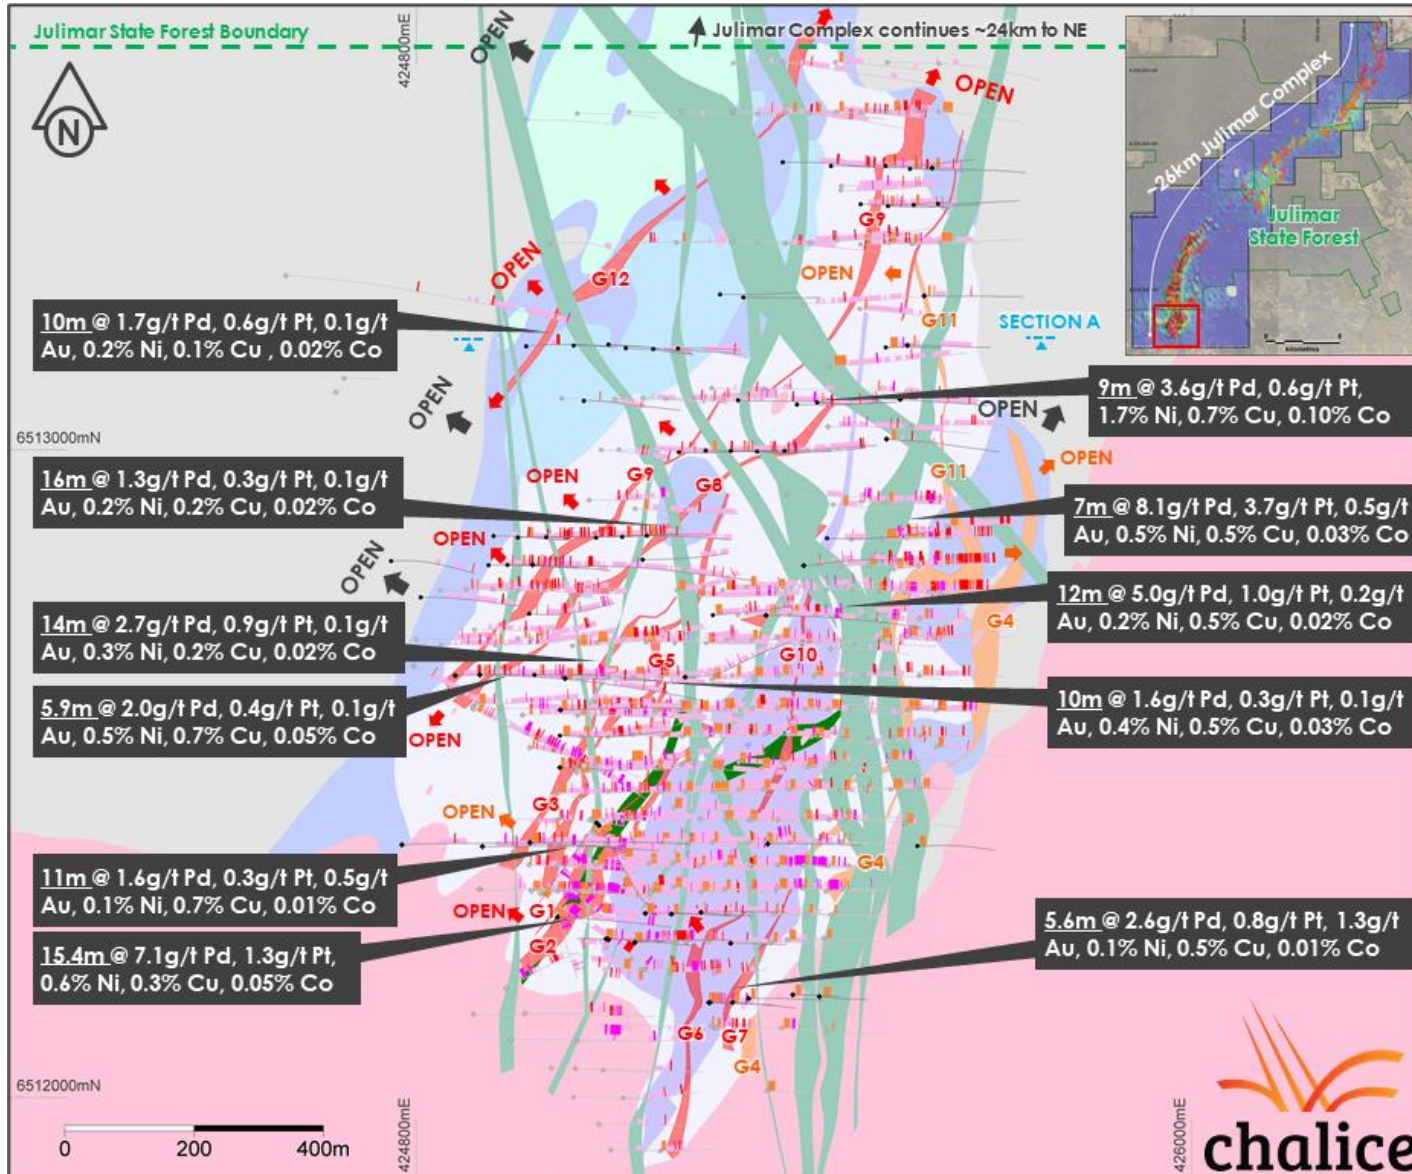 Julimar State Forest Boundary
OPEN
424800mE
Julimar Complex continues ~24km to NE
OPEN
~26km Julimar Complex
Julimar
State Forest
kilometres
N
G9
OPEN
G12
OPEN
G11
SECTION A
10m @ 1.7g/t Pd, 0.6g/t Pt, 0.1g/t
Au, 0.2% Ni, 0.1% Cu , 0.02% Co
9m @ 3.6g/t Pd, 0.6g/t Pt,
1.7% Ni, 0.7% Cu, 0.10% Co
OPEN
OPEN
6513000mN
OPEN
G11
OPEN
G9
G8
16m @ 1.3g/t Pd, 0.3g/t Pt, 0.1g/t
Au, 0.2% Ni, 0.2% Cu, 0.02% Co
7m @ 8.1g/t Pd, 3.7g/t Pt, 0.5g/t
Au, 0.5% Ni, 0.5% Cu, 0.03% Co
OPEN
OPEN
12m @ 5.0g/t Pd, 1.0g/t Pt, 0.2g/t
Au, 0.2% Ni, 0.5% Cu, 0.02% Co
14m @ 2.7g/t Pd, 0.9g/t Pt, 0.1g/t
Au, 0.3% Ni, 0.2% Cu, 0.02% Co
G4
G5
G10
5.9m @ 2.0g/t Pd, 0.4g/t Pt, 0.1g/t
Au, 0.5% Ni, 0.7% Cu, 0.05% Co
10m @ 1.6g/t Pd, 0.3g/t Pt, 0.1g/t
Au, 0.4% Ni, 0.5% Cu, 0.03% Co
OPEN
G3
OPEN
G4
11m @ 1.6g/t Pd, 0.3g/t Pt, 0.5g/t
Au, 0.1% Ni, 0.7% Cu, 0.01% Co
OPEN
G1
G2
15.4m @ 7.1g/t Pd, 1.3g/t Pt,
0.6% Ni, 0.3% Cu, 0.05% Co
5.6m @ 2.6g/t Pd, 0.8g/t Pt, 1.3g/t
Au, 0.1% Ni, 0.5% Cu, 0.01% Co
G6
G7
G4
6512000mN
0
200
400m
424800mE
426000mE
chalice